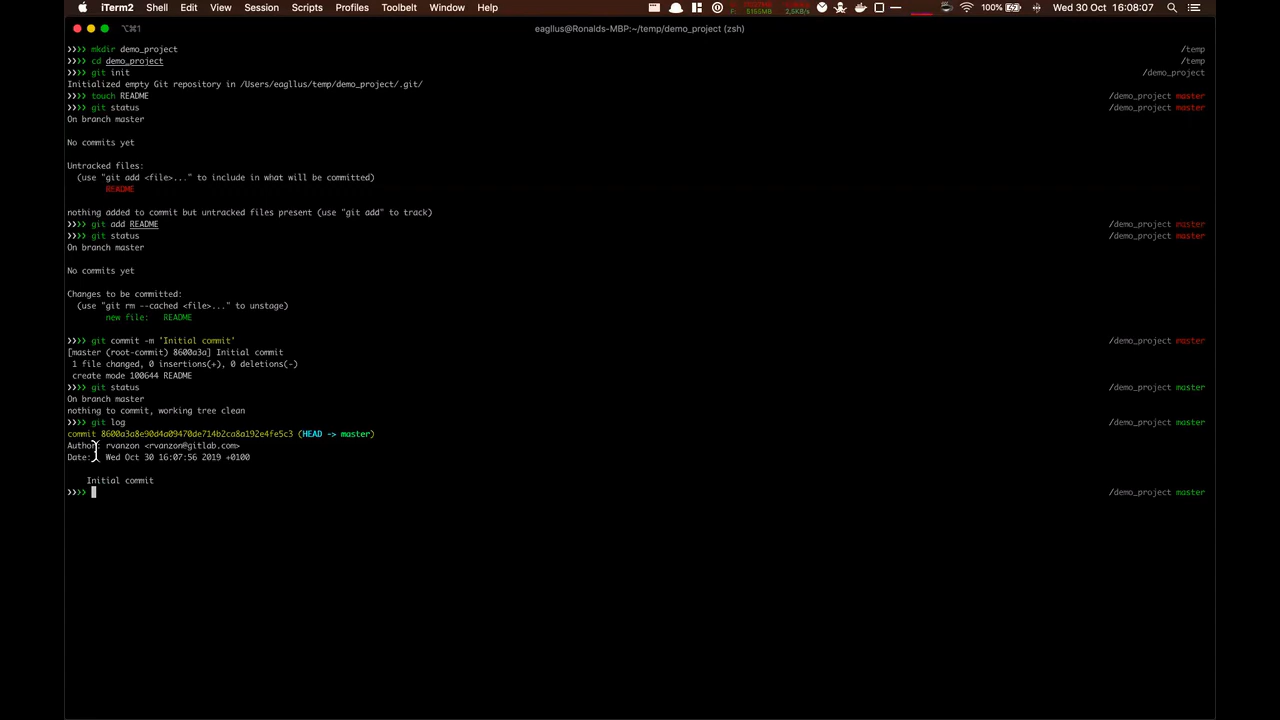 iTerm2 Shell Edit View Session Scripts Profiles Toolbelt Window Help 5155MB 2,5KB/s 100% Wed 30 Oct 16:08:07
⌥⌘1 eagllus@Ronalds-MBP:~/temp/demo_project (zsh)
❯❯❯❯ mkdir demo_project /temp
❯❯❯❯ cd demo_project /temp
❯❯❯❯ git init /demo_project
Initialized empty Git repository in /Users/eagllus/temp/demo_project/.git/
❯❯❯❯ touch README /demo_project master
❯❯❯❯ git status /demo_project master
On branch master
No commits yet
Untracked files:
(use "git add <file>..." to include in what will be committed)
README
nothing added to commit but untracked files present (use "git add" to track)
❯❯❯❯ git add README /demo_project master
❯❯❯❯ git status /demo_project master
On branch master
No commits yet
Changes to be committed:
(use "git rm --cached <file>..." to unstage)
new file: README
❯❯❯❯ git commit -m 'Initial commit' /demo_project master
[master (root-commit) 8600a3a] Initial commit
1 file changed, 0 insertions(+), 0 deletions(-)
create mode 100644 README
❯❯❯❯ git status /demo_project master
On branch master
nothing to commit, working tree clean
❯❯❯❯ git log /demo_project master
commit 8600a3a8e90d4a09470de714b2ca8a192e4fe5c3 (HEAD -> master)
Author: rvanzon <rvanzon@gitlab.com>
Date: Wed Oct 30 16:07:56 2019 +0100
Initial commit
❯❯❯❯ /demo_project master